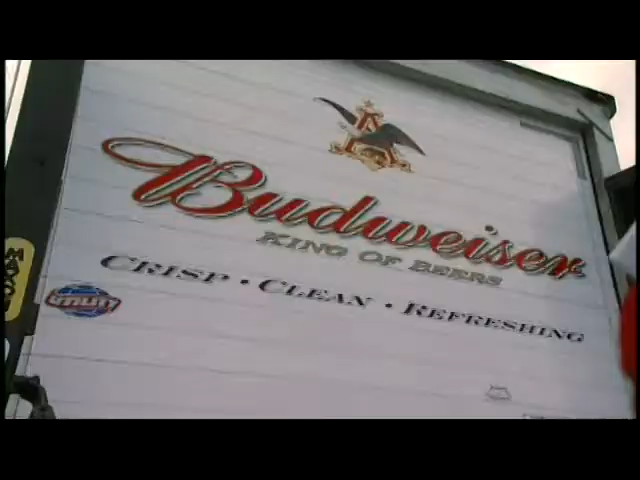 Budweiser
KING OF BEERS
CRISP • CLEAN • REFRESHING